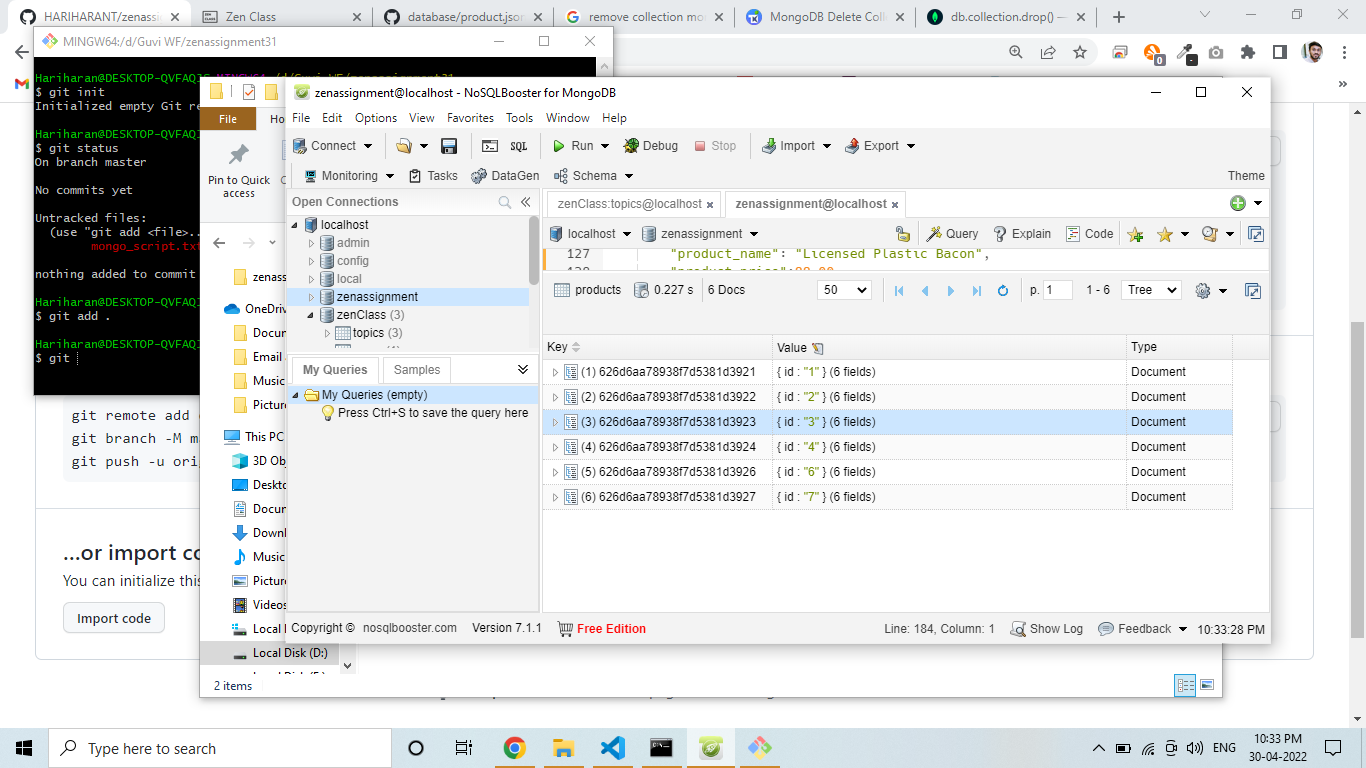 HARIHARANT/zenassi
Zen Class
database/product.json
remove collection mo
MongoDB Delete Coll
db.collection.drop() —
MINGW64:/d/Guvi WF/zenassignment31
Hariharan@DESKTOP-QVFAQ
$ git init
Initialized empty Git re
Hariharan@DESKTOP-QVFAQ
$ git status
On branch master
No commits yet
Untracked files:
(use "git add <file>..
mongo_script.txt
nothing added to commit
Hariharan@DESKTOP-QVFAQ
$ git add .
Hariharan@DESKTOP-QVFAQ
$ git
git remote add
git branch -M m
git push -u ori
...or import co
You can initialize this
Import code
File
Ho
Pin to Quick
access
zena
OneDriv
Docum
Email
Music
Picture
This PC
3D Obj
Deskto
Docum
Downl
Music
Picture
Videos
Local
Local Disk (D:)
2 items
zenassignment@localhost - NoSQLBooster for MongoDB
File Edit Options View Favorites Tools Window Help
Connect SQL Run Debug Stop Import Export
Monitoring Tasks DataGen Schema Theme
Open Connections
localhost
admin
config
local
zenassignment
zenClass (3)
topics (3)
My Queries Samples
My Queries (empty)
Press Ctrl+S to save the query here
zenClass:topics@localhost zenassignment@localhost
localhost zenassignment Query Explain Code
127 "product_name": "Licensed Plastic Bacon",
products 0.227 s 6 Docs 50 p. 1 1 - 6 Tree
Key Value Type
(1) 626d6aa78938f7d5381d3921 { id : "1" } (6 fields) Document
(2) 626d6aa78938f7d5381d3922 { id : "2" } (6 fields) Document
(3) 626d6aa78938f7d5381d3923 { id : "3" } (6 fields) Document
(4) 626d6aa78938f7d5381d3924 { id : "4" } (6 fields) Document
(5) 626d6aa78938f7d5381d3926 { id : "6" } (6 fields) Document
(6) 626d6aa78938f7d5381d3927 { id : "7" } (6 fields) Document
Copyright © nosqlbooster.com Version 7.1.1 Free Edition Line: 184, Column: 1 Show Log Feedback 10:33:28 PM
Type here to search
ENG
10:33 PM
30-04-2022